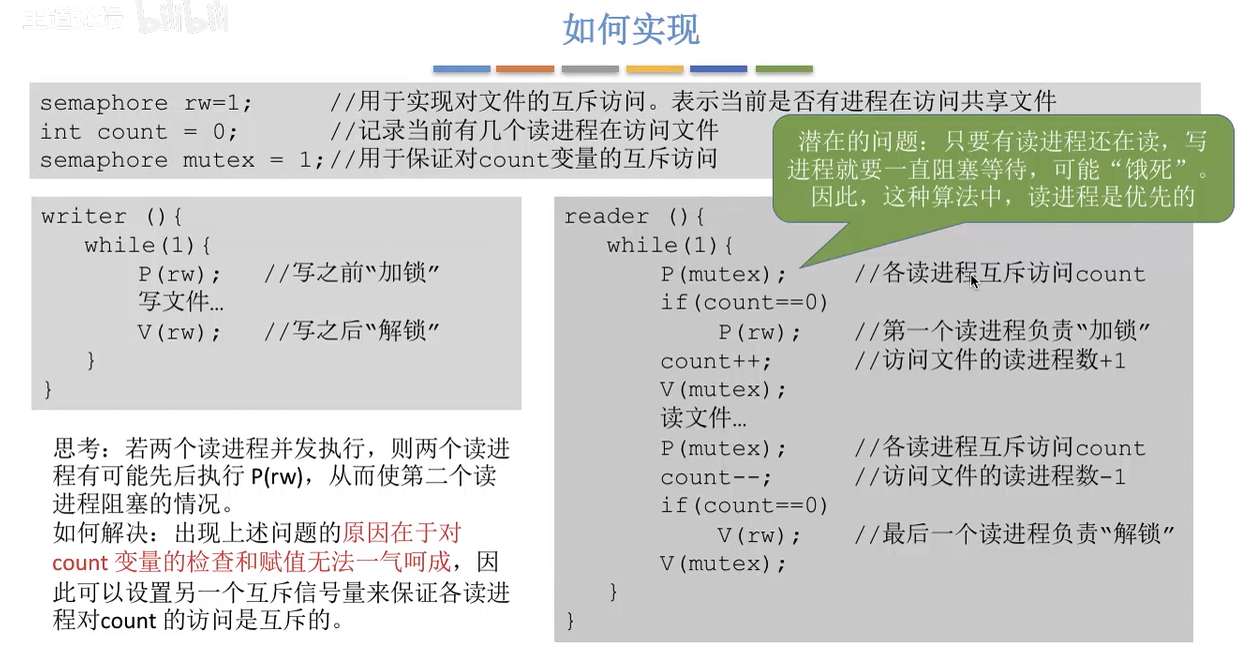 王道论坛 bilibili
如何实现
semaphore rw=1; //用于实现对文件的互斥访问。表示当前是否有进程在访问共享文件
int count = 0; //记录当前有几个读进程在访问文件
semaphore mutex = 1;//用于保证对count变量的互斥访问
潜在的问题：只要有读进程还在读，写
进程就要一直阻塞等待，可能“饿死”。
因此，这种算法中，读进程是优先的
writer (){
while(1){
P(rw); //写之前“加锁”
写文件…
V(rw); //写之后“解锁”
}
}
思考：若两个读进程并发执行，则两个读进
程有可能先后执行 P(rw)，从而使第二个读
进程阻塞的情况。
如何解决：出现上述问题的原因在于对
count 变量的检查和赋值无法一气呵成，因
此可以设置另一个互斥信号量来保证各读进
程对count 的访问是互斥的。
reader (){
while(1){
P(mutex); //各读进程互斥访问count
if(count==0)
P(rw); //第一个读进程负责“加锁”
count++; //访问文件的读进程数+1
V(mutex);
读文件…
P(mutex); //各读进程互斥访问count
count--; //访问文件的读进程数-1
if(count==0)
V(rw); //最后一个读进程负责“解锁”
V(mutex);
}
}